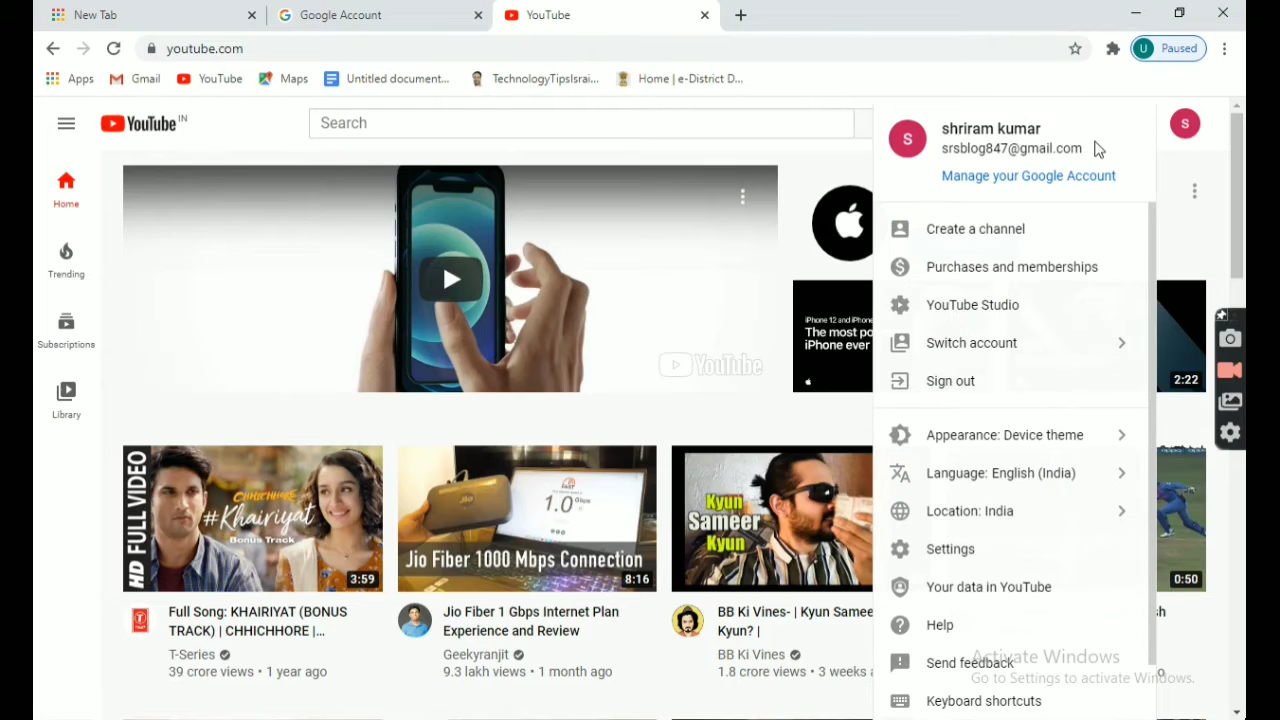 New Tab
Google Account
YouTube
youtube.com
U Paused
Apps
Gmail
YouTube
Maps
Untitled document...
TechnologyTipsIsrai...
Home | e-District D...
YouTube IN
Search
S
shriram kumar
srsblog847@gmail.com
Manage your Google Account
S
Home
Trending
Subscriptions
Library
YouTube
iPhone 12 and iPhone
The most po
iPhone ever
2:22
Create a channel
Purchases and memberships
YouTube Studio
Switch account
Sign out
Appearance: Device theme
Language: English (India)
Location: India
Settings
Your data in YouTube
Help
Send feedback
Keyboard shortcuts
HD FULL VIDEO
CHHICHHORE
#Khairiyat
Bonus Track
3:59
Jio
1.0 Gbps
Jio Fiber 1000 Mbps Connection
8:16
Kyun
Sameer
Kyun
0:50
Full Song: KHAIRIYAT (BONUS
TRACK) | CHHICHHORE |...
T-Series
39 crore views • 1 year ago
Jio Fiber 1 Gbps Internet Plan
Experience and Review
Geekyranjit
9.3 lakh views • 1 month ago
BB Ki Vines- | Kyun Samee
Kyun? |
BB Ki Vines
1.8 crore views • 3 weeks
sh
Activate Windows
Go to Settings to activate Windows.